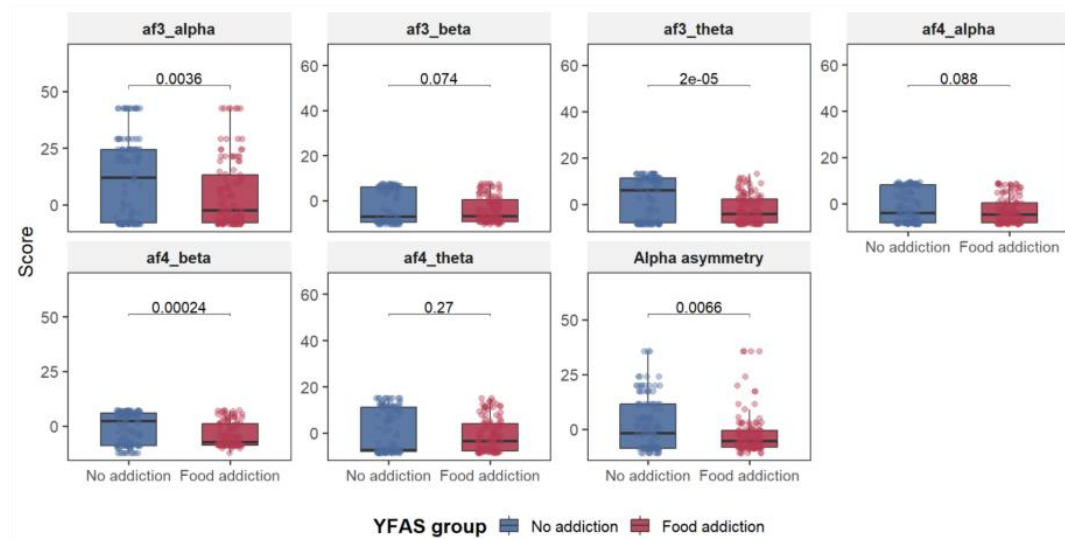 af3_alpha af3_beta af3_theta af4_alpha
0.0036 0.074 2e-05 0.088
50 60 60 60
40 40 40
25 20 20 20
0 0 0 0
No addiction Food addiction
Score
af4_beta af4_theta Alpha asymmetry
0.00024 0.27 0.0066
50 60 50
40
25 20 25
0 0 0
No addiction Food addiction No addiction Food addiction No addiction Food addiction
YFAS group No addiction Food addiction